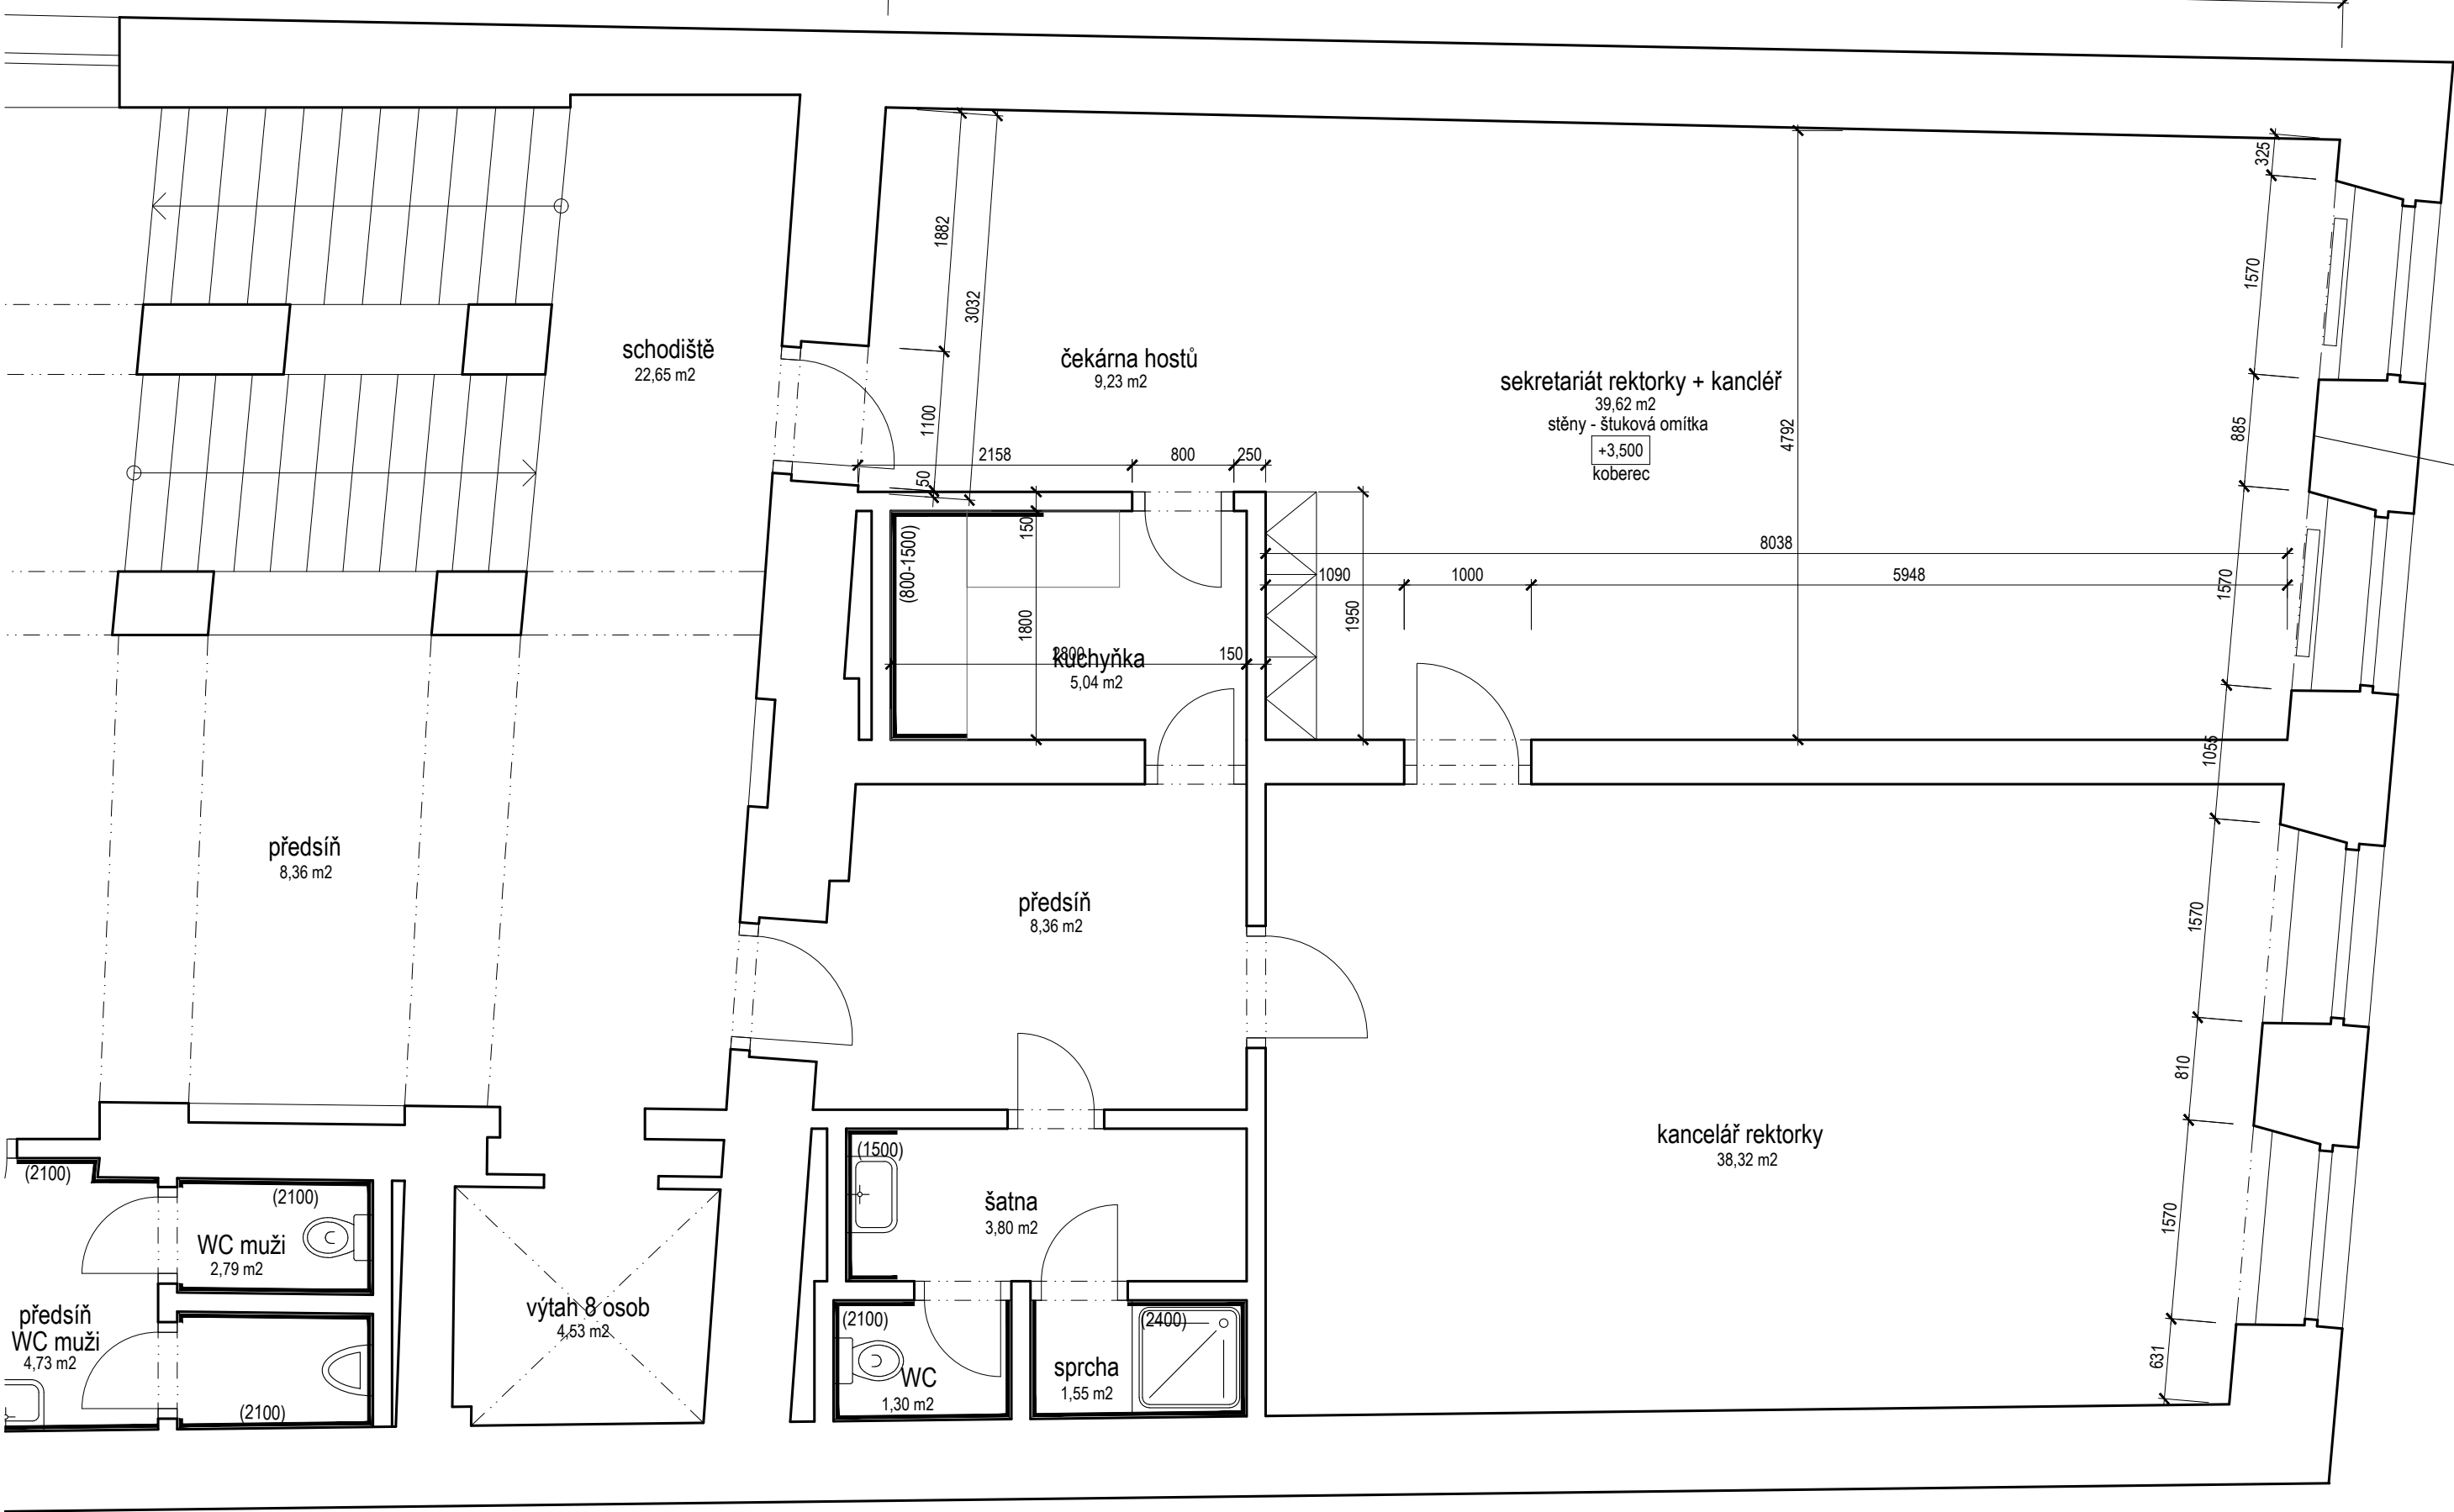 schodiště
22,65 m2
1882
3032
1100
50
čekárna hostů
9,23 m2
2158
800
250
sekretariát rektorky + kancléř
39,62 m2
stěny - štuková omítka
+3,500
koberec
4792
325
1570
885
1570
1055
1570
810
1570
631
8038
1090
1000
5948
1950
(800-1500)
150
1800
2800
150
kuchyňka
5,04 m2
předsíň
8,36 m2
předsíň
8,36 m2
kancelář rektorky
38,32 m2
(1500)
šatna
3,80 m2
(2100)
(2100)
WC muži
2,79 m2
předsíň
WC muži
4,73 m2
(2100)
výtah 8 osob
4,53 m2
(2100)
WC
1,30 m2
(2400)
sprcha
1,55 m2